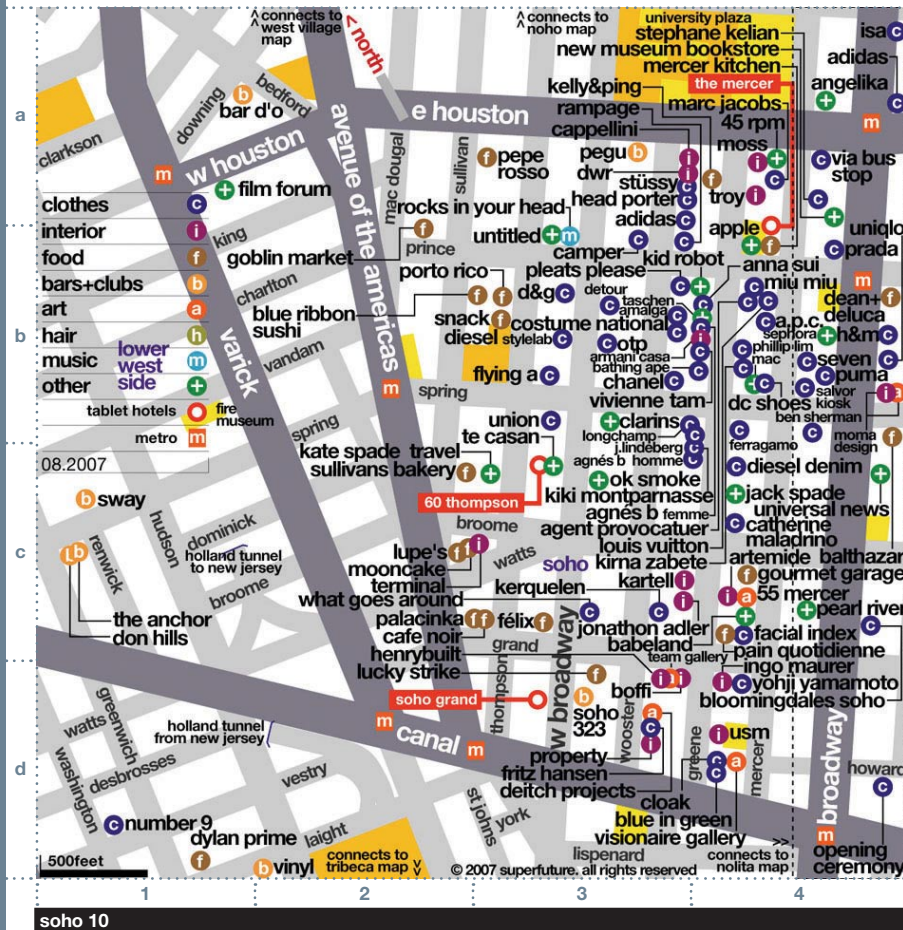 connects to
west village
map
< north
connects to
noho map
university plaza
stephane kelian
new museum bookstore
mercer kitchen
the mercer
isa
adidas
angelika
kelly&ping
rampage
cappellini
marc jacobs
45 rpm
moss
a
bar d'o
downing
bedford
clarkson
w houston
avenue of the americas
e houston
mac dougal
sullivan
pepe
rosso
pegu
dwr
stüssy
head porter
adidas
troy
via bus
stop
film forum
clothes
interior
food
bars+clubs
art
hair
music
other
tablet hotels
fire
museum
metro
08.2007
lower
west
side
king
charlton
vandam
spring
varick
rocks in your head
goblin market
prince
untitled
camper
apple
uniqlo
prada
kid robot
pleats please
anna sui
miu miu
porto rico
d&g
detour
taschen
amalga
dean+
deluca
blue ribbon
sushi
snack
diesel
stylelab
costume national
a.p.c.
sephora
h&m
b
otp
armani casa
bathing ape
phillip lim
mac
seven
puma
flying a
chanel
vivienne tam
dc shoes
salvor
kiosk
ben sherman
spring
union
te casan
clarins
longchamp
j.lindeberg
agnés b homme
ferragamo
moma
design
kate spade travel
sullivans bakery
diesel denim
60 thompson
ok smoke
kiki montparnasse
agnés b femme
agent provocatuer
louis vuitton
kirna zabete
jack spade
universal news
catherine
maladrino
sway
c
hudson
renwick
dominick
holland tunnel
to new jersey
broome
broome
watts
soho
lupe's
mooncake
terminal
what goes around
kerquelen
kartell
artemide
balthazar
gourmet garage
55 mercer
pearl river
the anchor
don hills
palacinka
cafe noir
félix
jonathan adler
babeland
facial index
pain quotidienne
henrybuilt
lucky strike
grand
team gallery
ingo maurer
yohji yamamoto
bloomingdales soho
boffi
soho grand
thompson
w broadway
soho
323
wooster
greene
mercer
usm
broadway
howard
canal
watts
greenwich
washington
desbrosses
holland tunnel
from new jersey
vestry
d
property
fritz hansen
deitch projects
cloak
blue in green
visionaire gallery
number 9
dylan prime
laight
st johns
york
lispenard
vinyl
connects to
tribeca map
© 2007 superfuture. all rights reserved
connects to
nolita map
opening
ceremony
500feet
1
2
3
4
soho 10